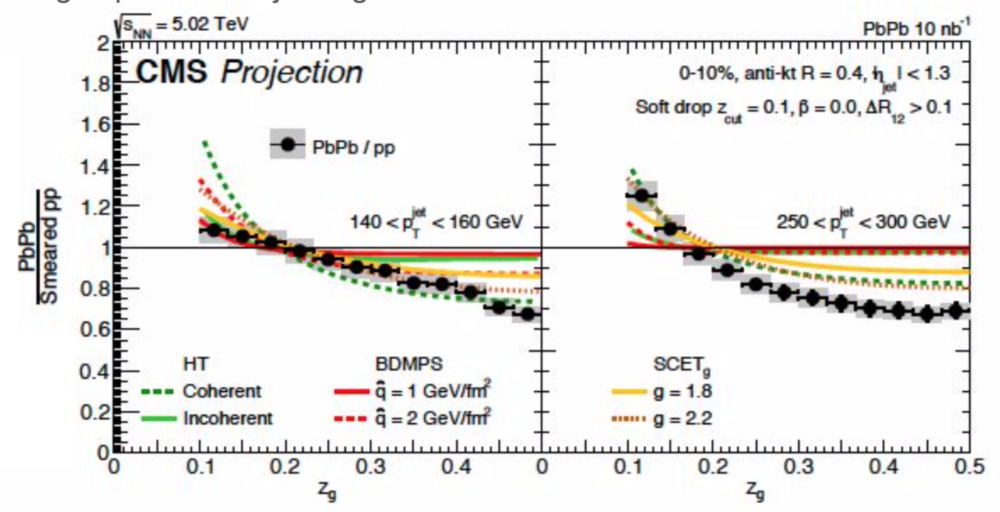 √s_NN = 5.02 TeV
PbPb 10 nb⁻¹
CMS Projection
0-10%, anti-kt R = 0.4, |η_jet| < 1.3
Soft drop z_cut = 0.1, β = 0.0, ΔR_12 > 0.1
PbPb / pp
140 < p_T^jet < 160 GeV
250 < p_T^jet < 300 GeV
PbPb
Smeared pp
2
1.8
1.6
1.4
1.2
1
0.8
0.6
0.4
0.2
0
HT
Coherent
Incoherent
BDMPS
q̂ = 1 GeV/fm²
q̂ = 2 GeV/fm²
SCET_g
g = 1.8
g = 2.2
0 0.1 0.2 0.3 0.4 0 0.1 0.2 0.3 0.4 0.5
z_g z_g